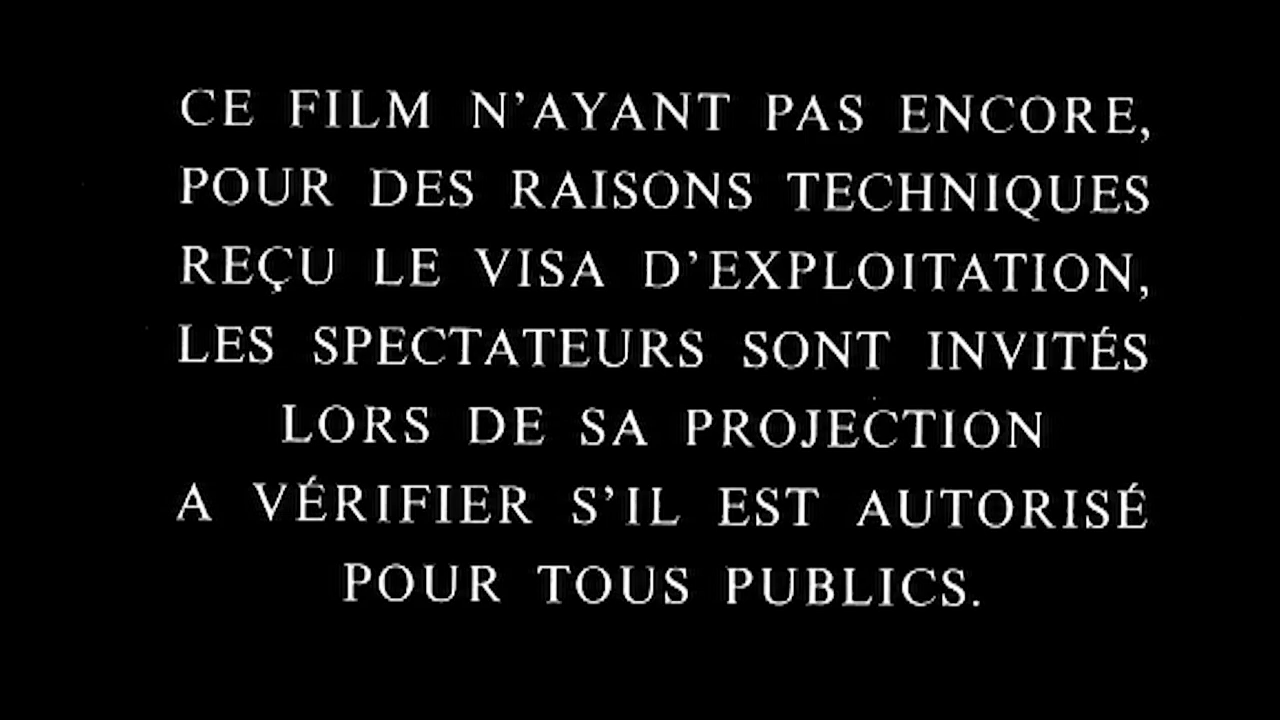 CE FILM N'AYANT PAS ENCORE,
POUR DES RAISONS TECHNIQUES
REÇU LE VISA D'EXPLOITATION,
LES SPECTATEURS SONT INVITÉS
LORS DE SA PROJECTION
A VÉRIFIER S'IL EST AUTORISÉ
POUR TOUS PUBLICS.